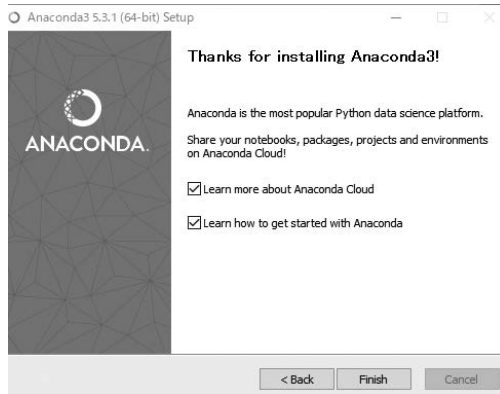 Anaconda3 5.3.1 (64-bit) Setup
Thanks for installing Anaconda3!
ANACONDA.
Anaconda is the most popular Python data science platform.
Share your notebooks, packages, projects and environments
on Anaconda Cloud!
Learn more about Anaconda Cloud
Learn how to get started with Anaconda
< Back
Finish
Cancel